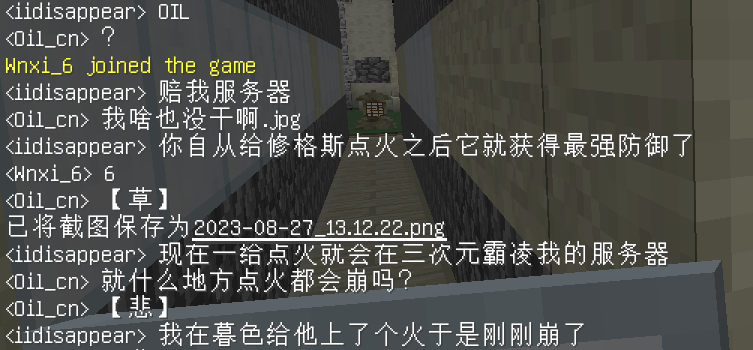 <iidisappear> OIL
<Oil_cn> ?
Wnxi_6 joined the game
<iidisappear> 赔我服务器
<Oil_cn> 我啥也没干啊.jpg
<iidisappear> 你自从给修格斯点火之后它就获得最强防御了
<Wnxi_6> 6
<Oil_cn> 【草】
已将截图保存为2023-08-27_13.12.22.png
<iidisappear> 现在一给点火就会在三次元霸凌我的服务器
<Oil_cn> 就什么地方点火都会崩吗?
<Oil_cn> 【悲】
<iidisappear> 我在暮色给他上了个火于是刚刚崩了